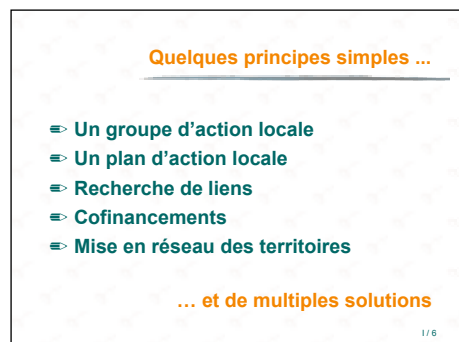 Quelques principes simples ...
Un groupe d’action locale
Un plan d’action locale
Recherche de liens
Cofinancements
Mise en réseau des territoires
… et de multiples solutions
I / 6